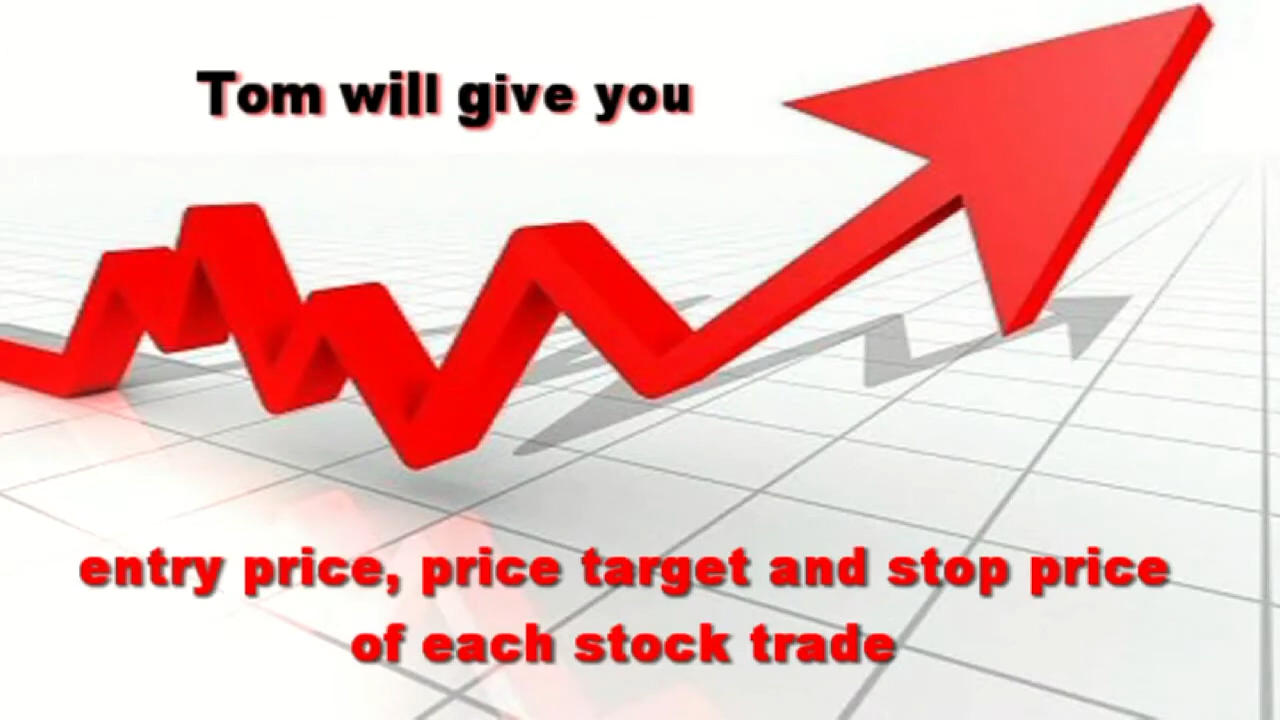 Tom will give you
entry price, price target and stop price
of each stock trade